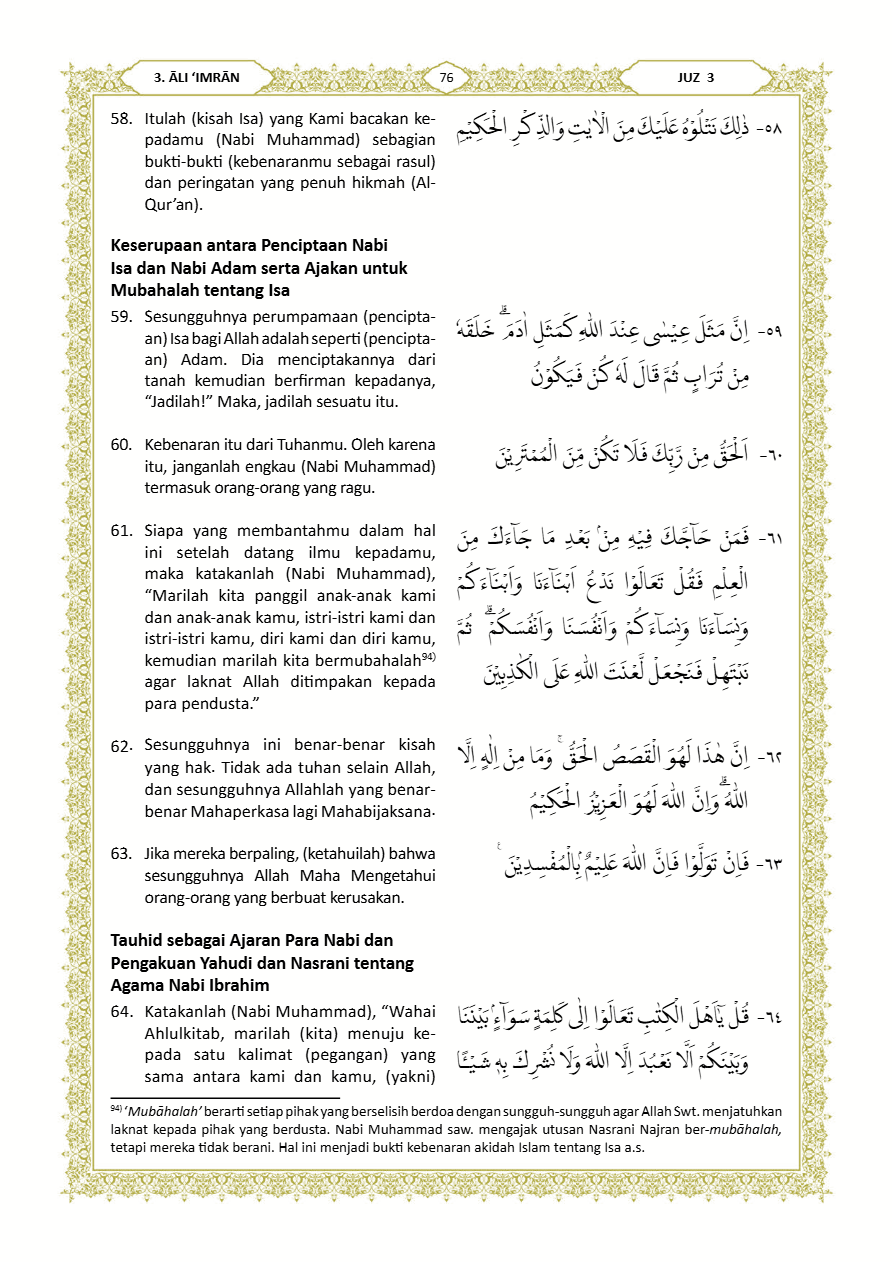 3. ĀLI ‘IMRĀN
76
JUZ 3
58. Itulah (kisah Isa) yang Kami bacakan ke-
padamu (Nabi Muhammad) sebagian
bukti-bukti (kebenaranmu sebagai rasul)
dan peringatan yang penuh hikmah (Al-
Qur’an).
٥٨- ذٰلِكَ نَتْلُوْهُ عَلَيْكَ مِنَ الْاٰيٰتِ وَالذِّكْرِ الْحَكِيْمِ
Keserupaan antara Penciptaan Nabi
Isa dan Nabi Adam serta Ajakan untuk
Mubahalah tentang Isa
59. Sesungguhnya perumpamaan (pencipta-
an) Isa bagi Allah adalah seperti (pencipta-
an) Adam. Dia menciptakannya dari
tanah kemudian berfirman kepadanya,
“Jadilah!” Maka, jadilah sesuatu itu.
٥٩- اِنَّ مَثَلَ عِيْسٰى عِنْدَ اللّٰهِ كَمَثَلِ اٰدَمَ ۗ خَلَقَهٗ
مِنْ تُرَابٍ ثُمَّ قَالَ لَهٗ كُنْ فَيَكُوْنُ
60. Kebenaran itu dari Tuhanmu. Oleh karena
itu, janganlah engkau (Nabi Muhammad)
termasuk orang-orang yang ragu.
٦٠- اَلْحَقُّ مِنْ رَّبِّكَ فَلَا تَكُنْ مِّنَ الْمُمْتَرِيْنَ
61. Siapa yang membantahmu dalam hal
ini setelah datang ilmu kepadamu,
maka katakanlah (Nabi Muhammad),
“Marilah kita panggil anak-anak kami
dan anak-anak kamu, istri-istri kami dan
istri-istri kamu, diri kami dan diri kamu,
kemudian marilah kita bermubahalah94)
agar laknat Allah ditimpakan kepada
para pendusta.”
٦١- فَمَنْ حَاۤجَّكَ فِيْهِ مِنْۢ بَعْدِ مَا جَاۤءَكَ مِنَ
الْعِلْمِ فَقُلْ تَعَالَوْا نَدْعُ اَبْنَاۤءَنَا وَاَبْنَاۤءَكُمْ
وَنِسَاۤءَنَا وَنِسَاۤءَكُمْ وَاَنْفُسَنَا وَاَنْفُسَكُمْۗ ثُمَّ
نَبْتَهِلْ فَنَجْعَلْ لَّعْنَتَ اللّٰهِ عَلَى الْكٰذِبِيْنَ
62. Sesungguhnya ini benar-benar kisah
yang hak. Tidak ada tuhan selain Allah,
dan sesungguhnya Allahlah yang benar-
benar Mahaperkasa lagi Mahabijaksana.
٦٢- اِنَّ هٰذَا لَهُوَ الْقَصَصُ الْحَقُّ ۚ وَمَا مِنْ اِلٰهٍ اِلَّا
اللّٰهُ ۗوَاِنَّ اللّٰهَ لَهُوَ الْعَزِيْزُ الْحَكِيْمُ
63. Jika mereka berpaling, (ketahuilah) bahwa
sesungguhnya Allah Maha Mengetahui
orang-orang yang berbuat kerusakan.
٦٣- فَاِنْ تَوَلَّوْا فَاِنَّ اللّٰهَ عَلِيْمٌۢ بِالْمُفْسِدِيْنَ ࣖ
Tauhid sebagai Ajaran Para Nabi dan
Pengakuan Yahudi dan Nasrani tentang
Agama Nabi Ibrahim
64. Katakanlah (Nabi Muhammad), “Wahai
Ahlulkitab, marilah (kita) menuju ke-
pada satu kalimat (pegangan) yang
sama antara kami dan kamu, (yakni)
٦٤- قُلْ يٰٓاَهْلَ الْكِتٰبِ تَعَالَوْا اِلٰى كَلِمَةٍ سَوَاۤءٍۢ بَيْنَنَا
وَبَيْنَكُمْ اَلَّا نَعْبُدَ اِلَّا اللّٰهَ وَلَا نُشْرِكَ بِهٖ شَيْـًٔا
94) ‘Mubāhalah’ berarti setiap pihak yang berselisih berdoa dengan sungguh-sungguh agar Allah Swt. menjatuhkan
laknat kepada pihak yang berdusta. Nabi Muhammad saw. mengajak utusan Nasrani Najran ber-mubāhalah,
tetapi mereka tidak berani. Hal ini menjadi bukti kebenaran akidah Islam tentang Isa a.s.